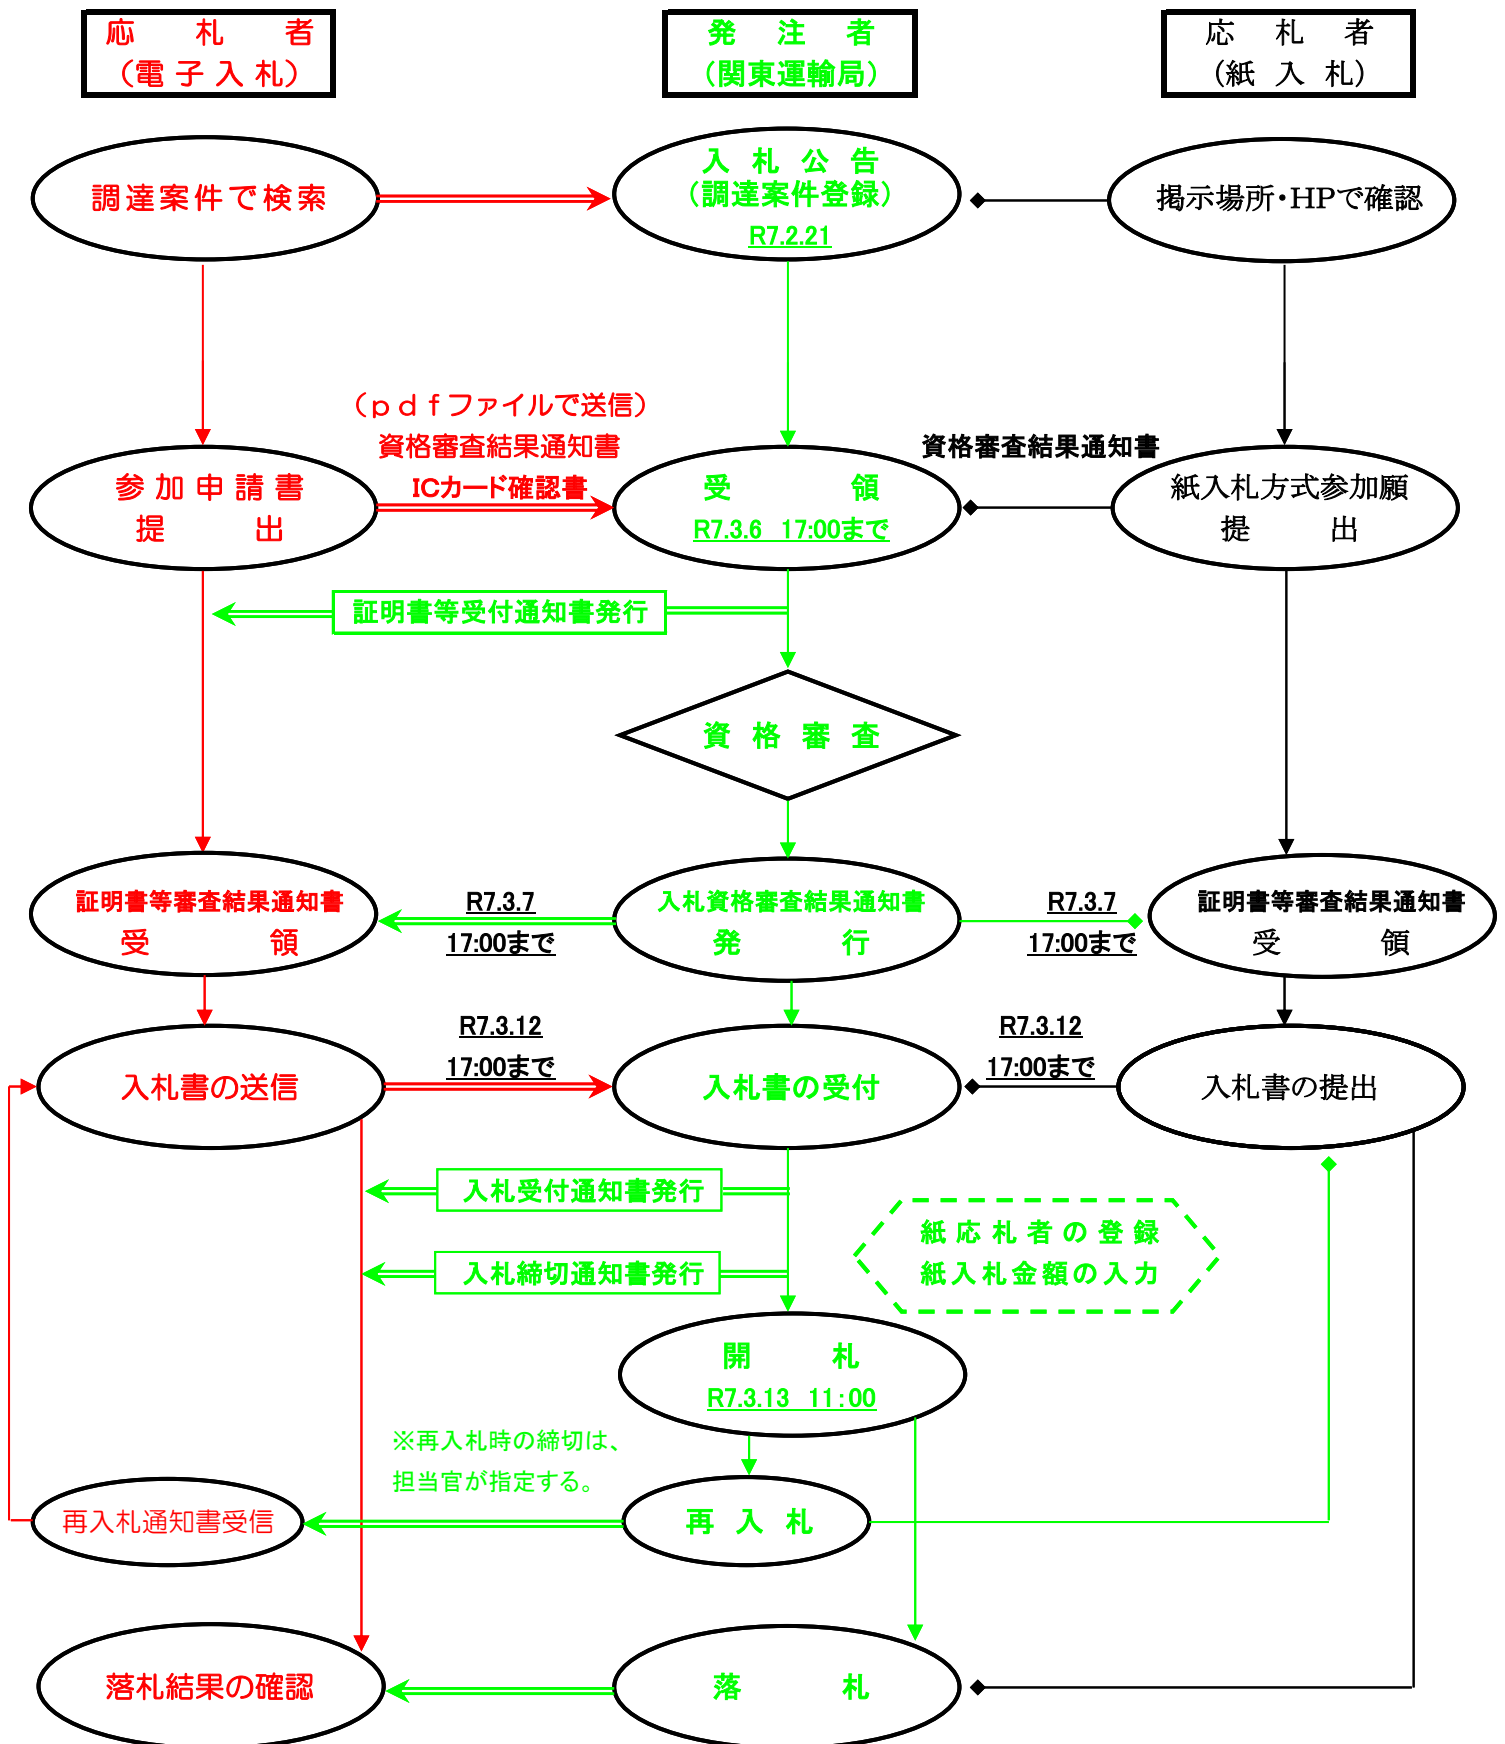 応　札　者
（電子入札）
発　注　者
（関東運輸局）
応　札　者
（紙　入　札）
調達案件で検索
入　札　公　告
（調達案件登録）
R7.2.21
掲示場所・HPで確認
（ｐｄｆファイルで送信）
資格審査結果通知書
ICカード確認書
資格審査結果通知書
参加申請書
提　　　出
受　　　　領
R7.3.6　17:00まで
紙入札方式参加願
提　　　出
証明書等受付通知書発行
資　格　審　査
証明書等審査結果通知書
受　　　　領
R7.3.7
17:00まで
入札資格審査結果通知書
発　　　行
R7.3.7
17:00まで
証明書等審査結果通知書
受　　　領
R7.3.12
17:00まで
R7.3.12
17:00まで
入札書の送信
入札書の受付
入札書の提出
入札受付通知書発行
紙応札者の登録
紙入札金額の入力
入札締切通知書発行
開　　　札
R7.3.13　11：00
※再入札時の締切は、
担当官が指定する。
再入札通知書受信
再　入　札
落札結果の確認
落　　　札